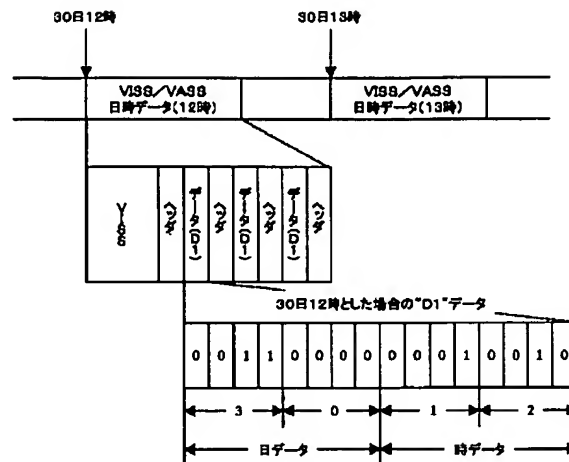 30日12時
30日13時
VISS／VASS
日時データ(12時)
VISS／VASS
日時データ(13時)
VISS
ヘッダ
データ(D1)
ヘッダ
データ(D1)
ヘッダ
データ(D1)
ヘッダ
30日12時とした場合の"D1"データ
0 0 1 1 0 0 0 0 0 0 0 1 0 0 1 0
3 0 1 2
日データ 時データ